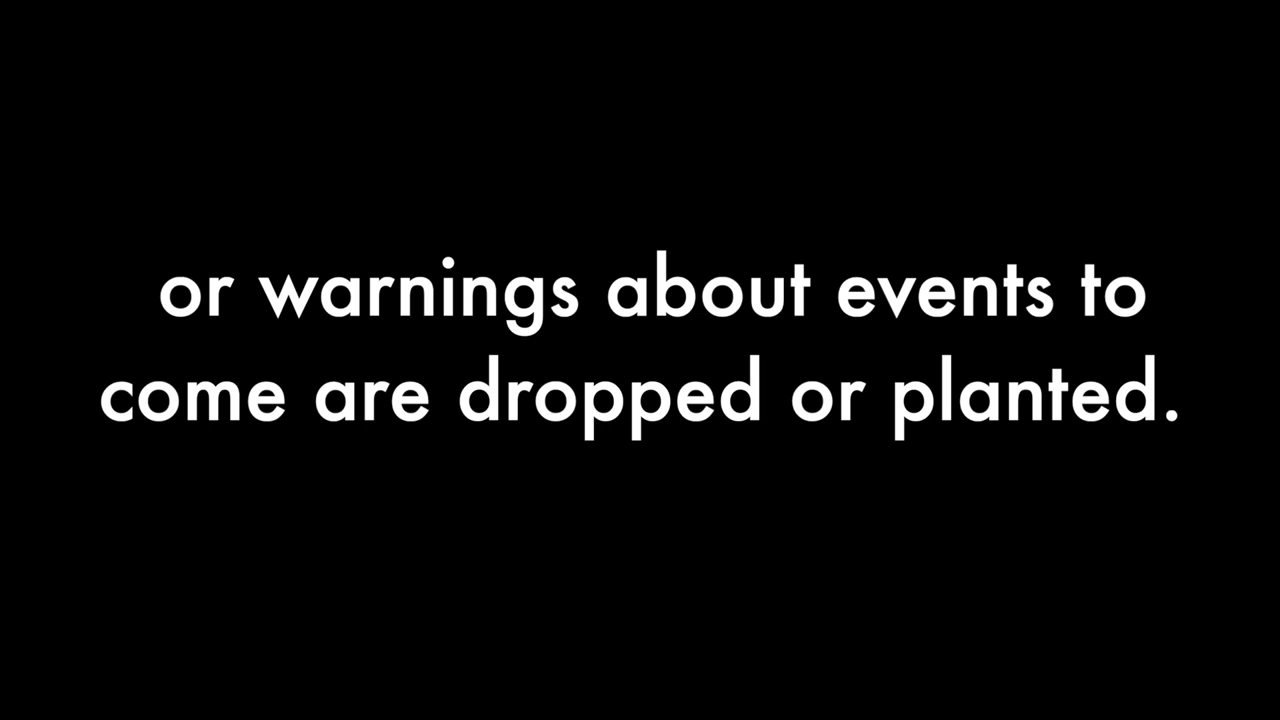 or warnings about events to
come are dropped or planted.